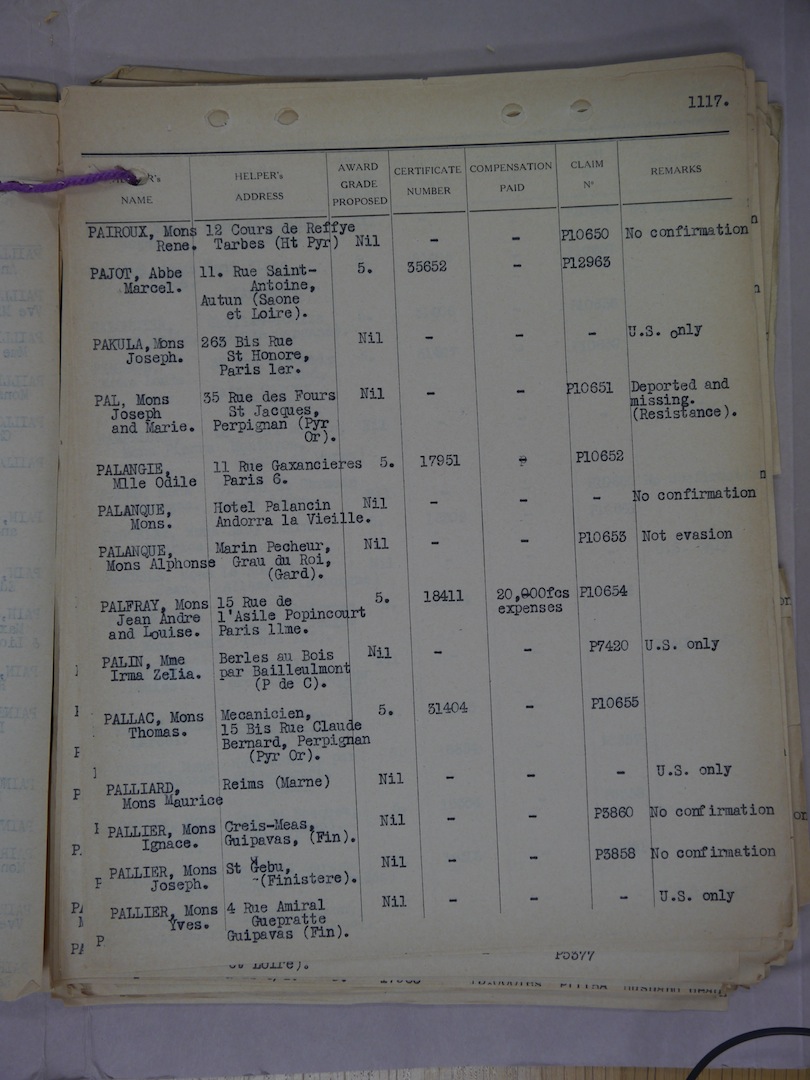 1117.
HELPER's NAME HELPER's ADDRESS AWARD GRADE PROPOSED CERTIFICATE NUMBER COMPENSATION PAID CLAIM Nº REMARKS
PAIROUX, Mons 12 Cours de Reffye
Rene. Tarbes (Ht Pyr) Nil - - P10650 No confirmation
PAJOT, Abbe 11. Rue Saint- 5. 35652 - P12963
Marcel. Antoine,
Autun (Saone
et Loire).
PAKULA, Mons 263 Bis Rue Nil - - - U.S. only
Joseph. St Honore,
Paris 1er.
PAL, Mons 35 Rue des Fours Nil - - P10651 Deported and
Joseph St Jacques, missing.
and Marie. Perpignan (Pyr (Resistance).
Or).
PALANGIE, 11 Rue Gaxancieres 5. 17951 - P10652
Mlle Odile Paris 6.
PALANQUE, Hotel Palancin Nil - - - No confirmation
Mons. Andorra la Vieille.
PALANQUE, Marin Pecheur, Nil - - P10653 Not evasion
Mons Alphonse Grau du Roi,
(Gard).
PALFRAY, Mons 15 Rue de 5. 18411 20,000fcs P10654
Jean Andre l'Asile Popincourt expenses
and Louise. Paris 11me.
PALIN, Mme Berles au Bois Nil - - P7420 U.S. only
Irma Zelia. par Bailleulmont
(P de C).
PALLAC, Mons Mecanicien, 5. 31404 - P10655
Thomas. 15 Bis Rue Claude
Bernard, Perpignan
(Pyr Or).
PALLIARD, Reims (Marne) Nil - - - U.S. only
Mons Maurice
PALLIER, Mons Creis-Meas, Nil - - P3860 No confirmation
Ignace. Guipavas, (Fin).
PALLIER, Mons St Gebu, Nil - - P3858 No confirmation
Joseph. (Finistere).
PALLIER, Mons 4 Rue Amiral Nil - - - U.S. only
Yves. Guepratte
Guipavas (Fin).
P5377